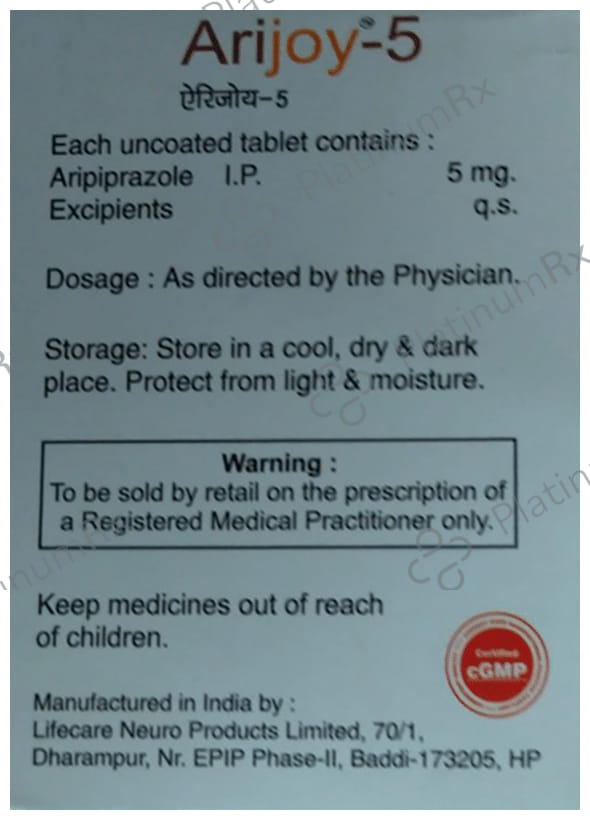 Arijoy®-5
ऐरिजोय-5
Each uncoated tablet contains :
Aripiprazole I.P. 5 mg.
Excipients q.s.
Dosage : As directed by the Physician.
Storage: Store in a cool, dry & dark
place. Protect from light & moisture.
Warning :
To be sold by retail on the prescription of
a Registered Medical Practitioner only.
Keep medicines out of reach
of children.
Certified
cGMP
Manufactured in India by :
Lifecare Neuro Products Limited, 70/1,
Dharampur, Nr. EPIP Phase-II, Baddi-173205, HP
PlatinumRx
PlatinumRx